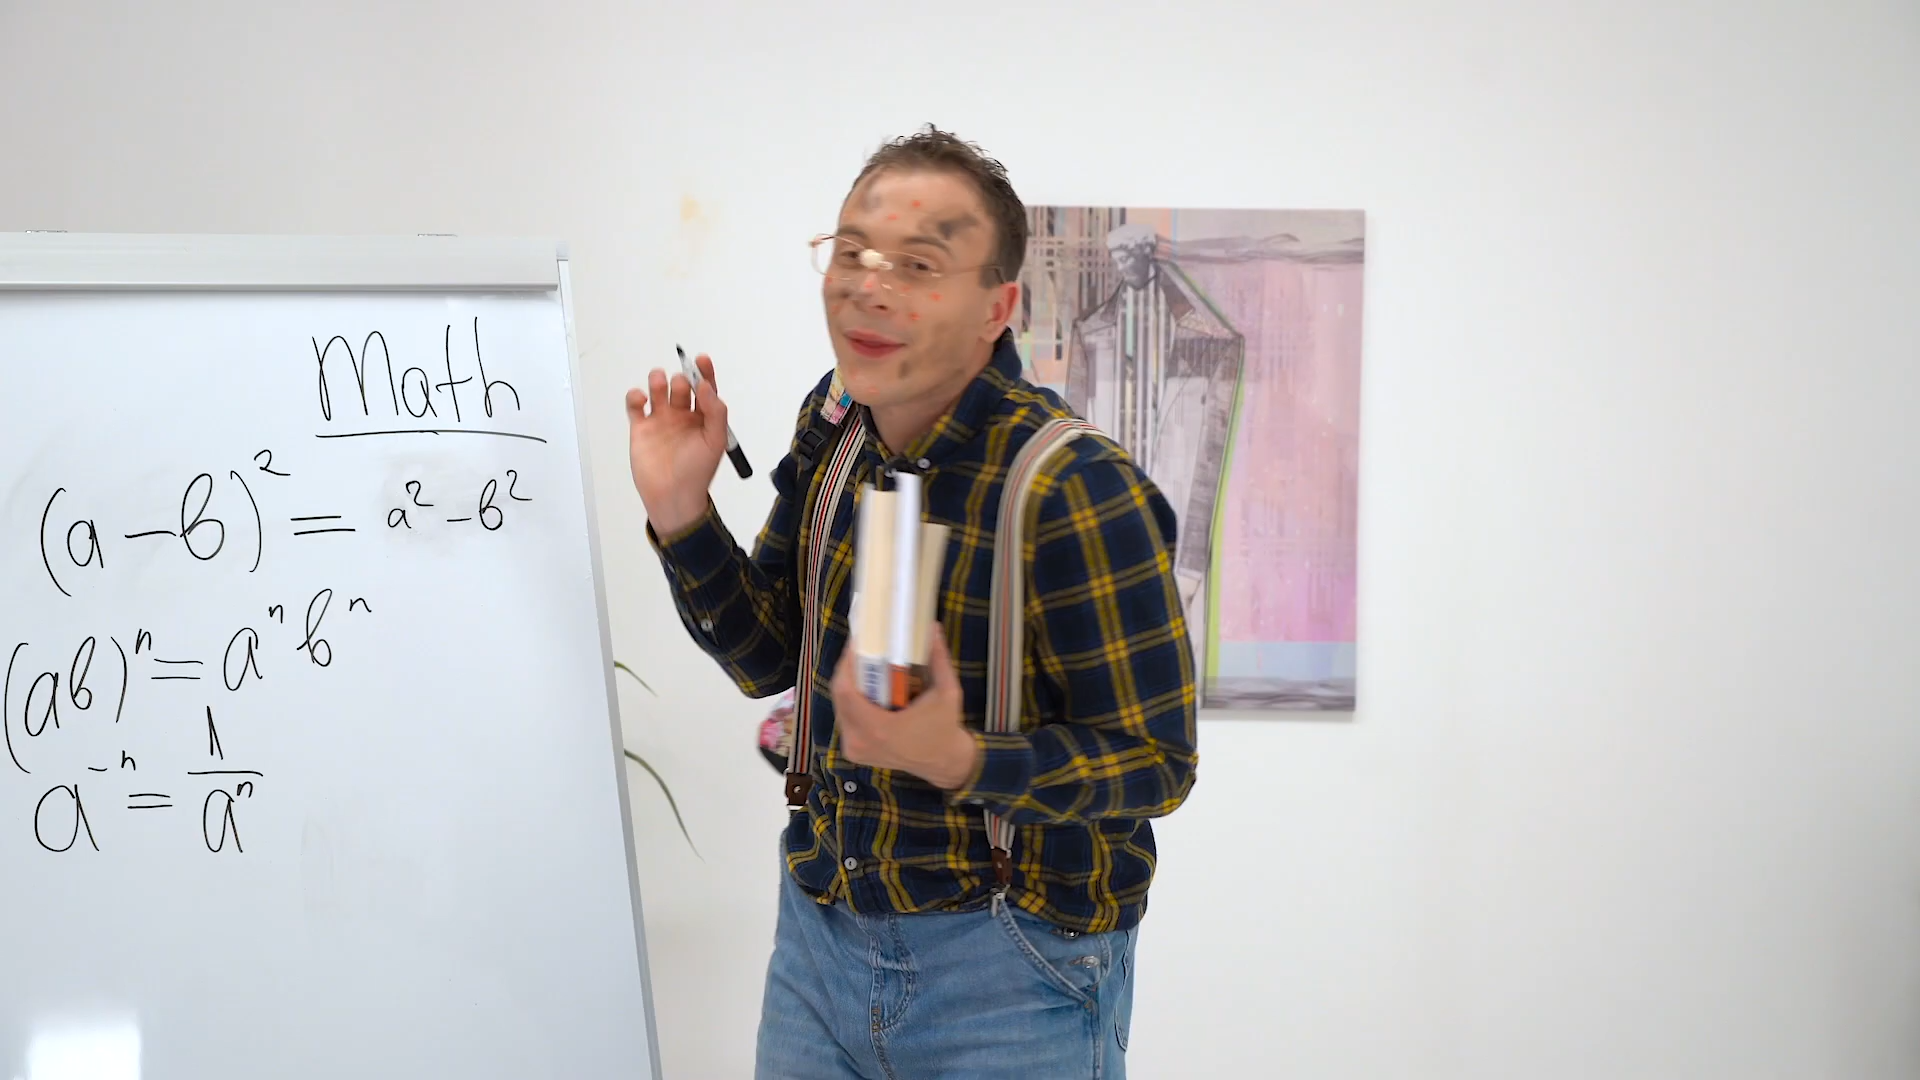 Math
(a-b)² = a²-b²
(ab)ⁿ = aⁿbⁿ
a⁻ⁿ = 1/aⁿ